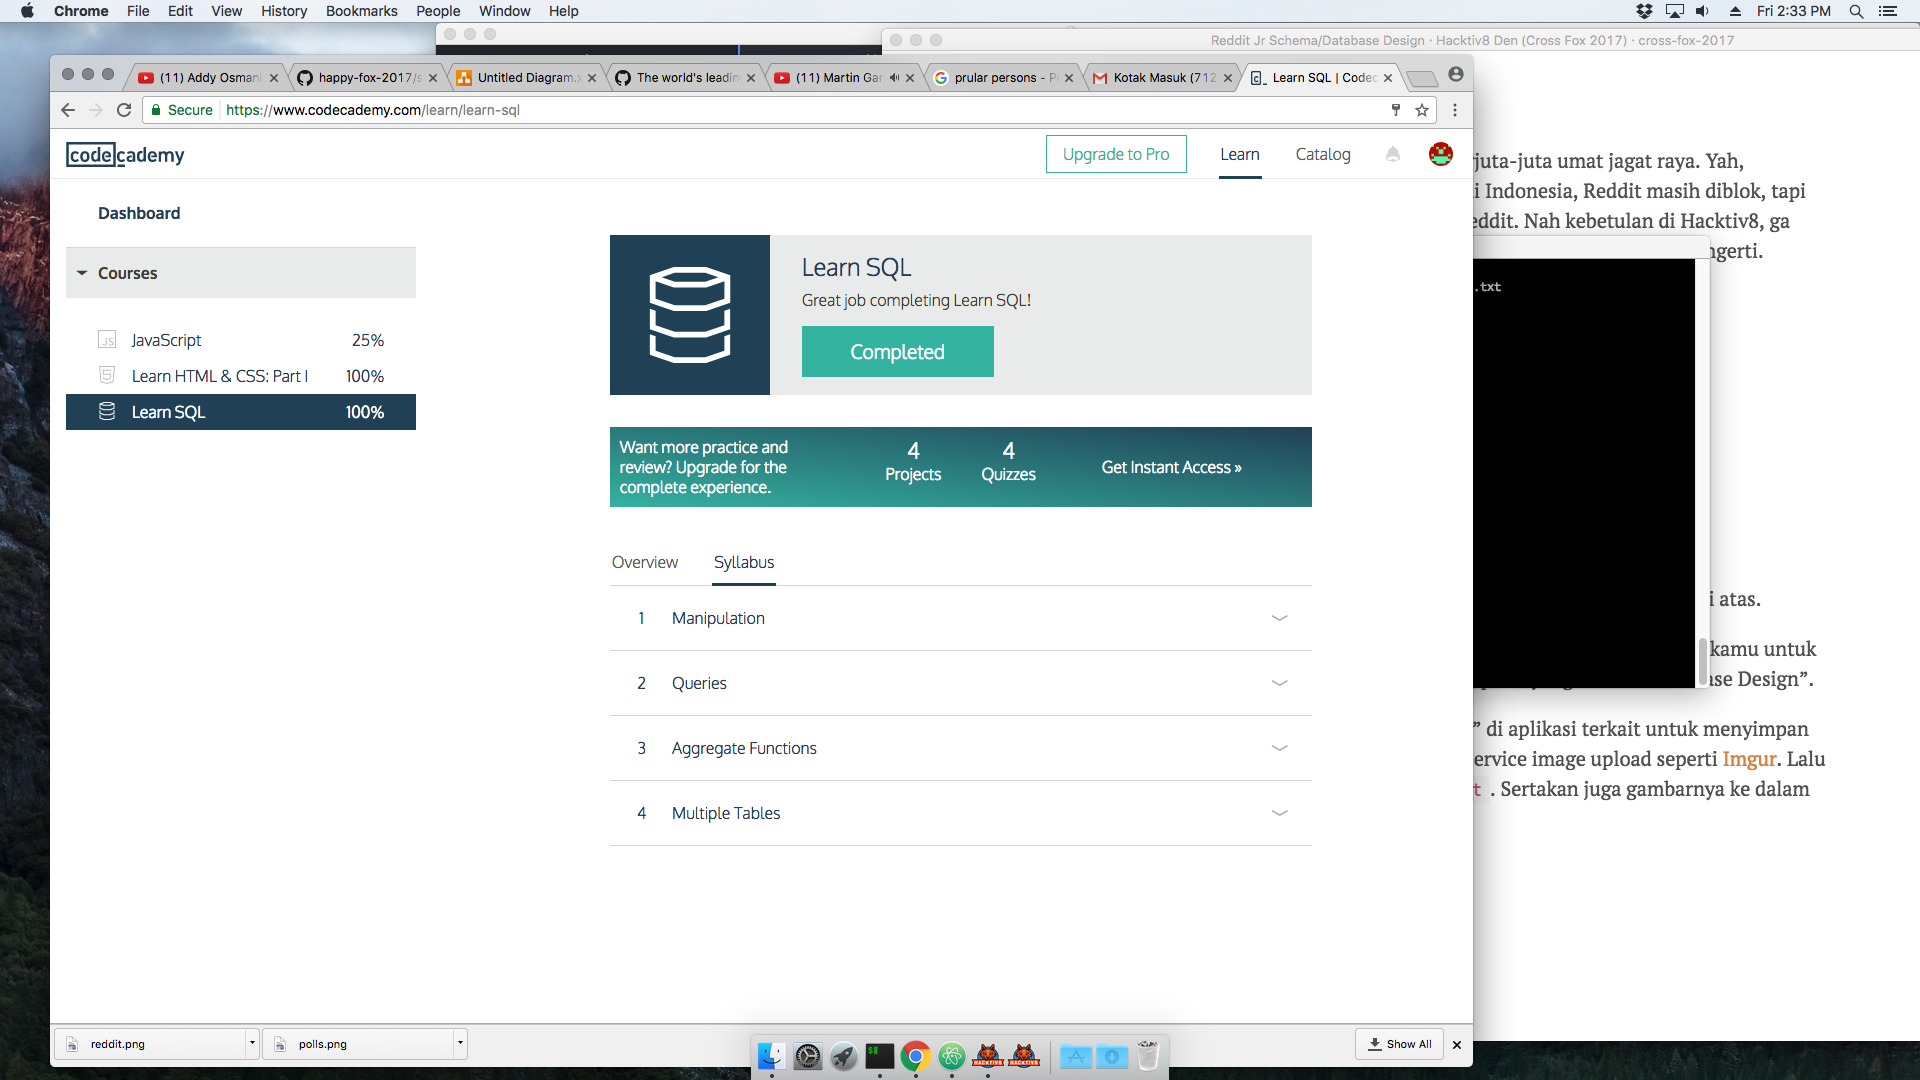 Chrome File Edit View History Bookmarks People Window Help Fri 2:33 PM
Reddit Jr Schema/Database Design · Hacktiv8 Den (Cross Fox 2017) · cross-fox-2017
(11) Addy Osmani happy-fox-2017/s Untitled Diagram.x The world's leadin (11) Martin Gar prular persons - P Kotak Masuk (712 Learn SQL | Codec
Secure https://www.codecademy.com/learn/learn-sql
codecademy Upgrade to Pro Learn Catalog
juta-juta umat jagat raya. Yah,
i Indonesia, Reddit masih diblok, tapi
eddit. Nah kebetulan di Hacktiv8, ga
ngerti.
.txt
Dashboard
Courses
JavaScript 25%
Learn HTML & CSS: Part I 100%
Learn SQL 100%
Learn SQL
Great job completing Learn SQL!
Completed
Want more practice and
review? Upgrade for the
complete experience.
4
Projects
4
Quizzes
Get Instant Access »
Overview Syllabus
1 Manipulation
2 Queries
3 Aggregate Functions
4 Multiple Tables
i atas.
kamu untuk
ase Design”.
” di aplikasi terkait untuk menyimpan
ervice image upload seperti Imgur. Lalu
t . Sertakan juga gambarnya ke dalam
reddit.png polls.png Show All
HACKTIV8 HACKTIV8